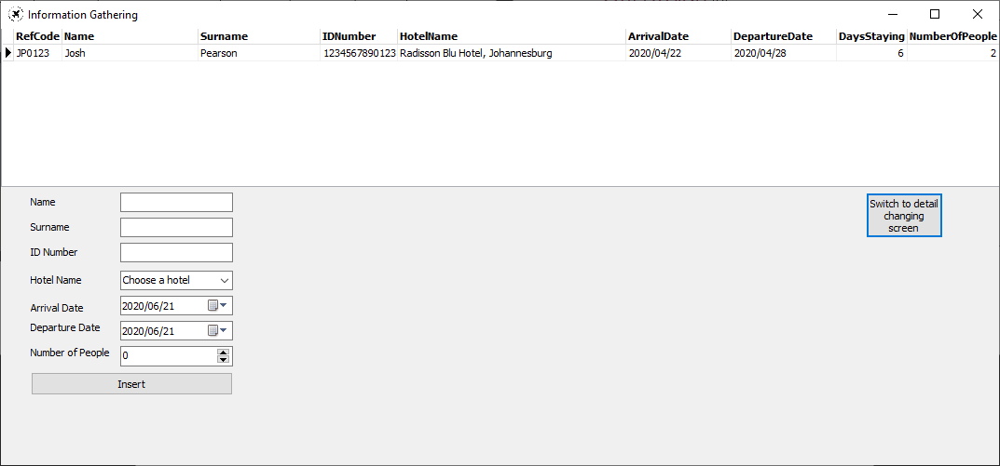 Information Gathering
RefCode Name Surname IDNumber HotelName ArrivalDate DepartureDate DaysStaying NumberOfPeople
JP0123 Josh Pearson 1234567890123 Radisson Blu Hotel, Johannesburg 2020/04/22 2020/04/28 6 2
Name
Switch to detail
changing
screen
Surname
ID Number
Hotel Name Choose a hotel
Arrival Date 2020/06/21
Departure Date 2020/06/21
Number of People 0
Insert